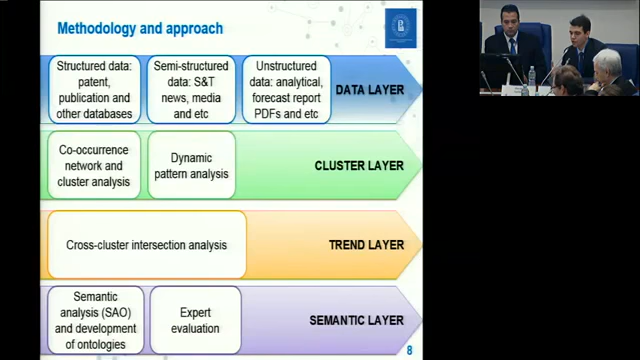 Methodology and approach
Structured data:
patent,
publication and
other databases
Semi-structured
data: S&T
news, media
and etc
Unstructured
data: analytical,
forecast report
PDFs and etc
DATA LAYER
Co-occurrence
network and
cluster analysis
Dynamic
pattern analysis
CLUSTER LAYER
Cross-cluster intersection analysis
TREND LAYER
Semantic
analysis (SAO)
and development
of ontologies
Expert
evaluation
SEMANTIC LAYER
8